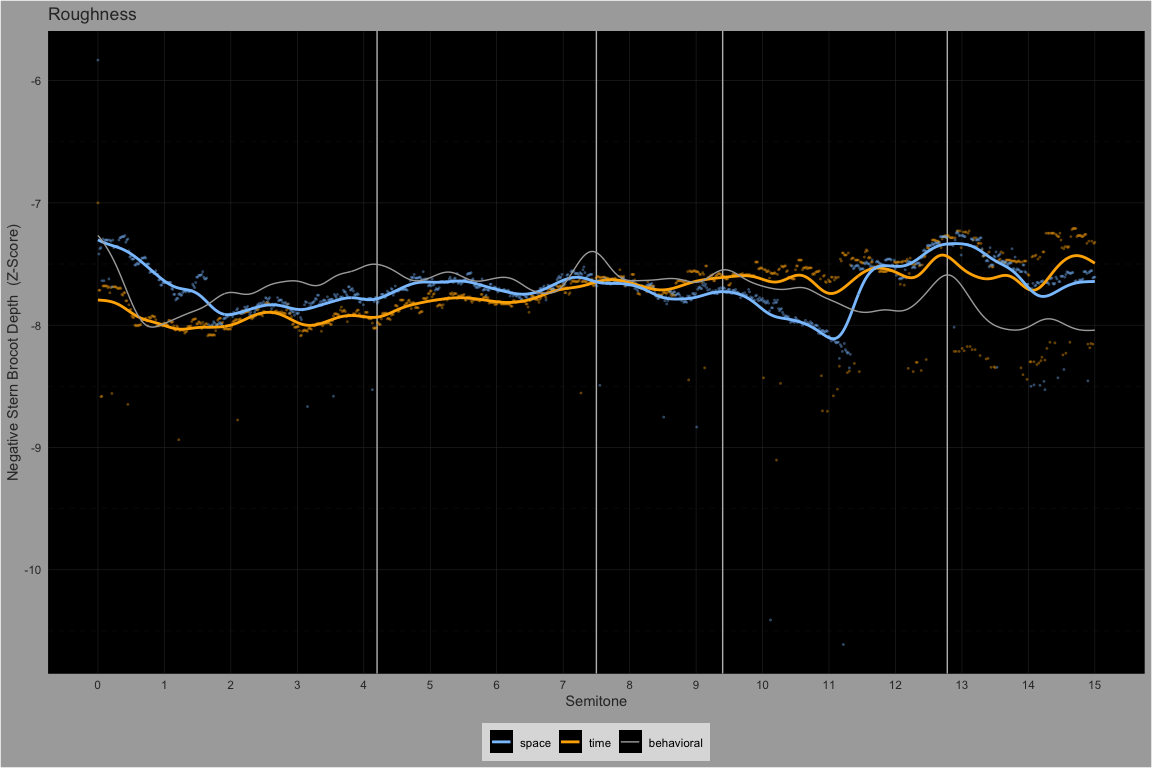 Roughness
Negative Stern Brocot Depth (Z-Score)
-6
-7
-8
-9
-10
0 1 2 3 4 5 6 7 8 9 10 11 12 13 14 15
Semitone
space time behavioral